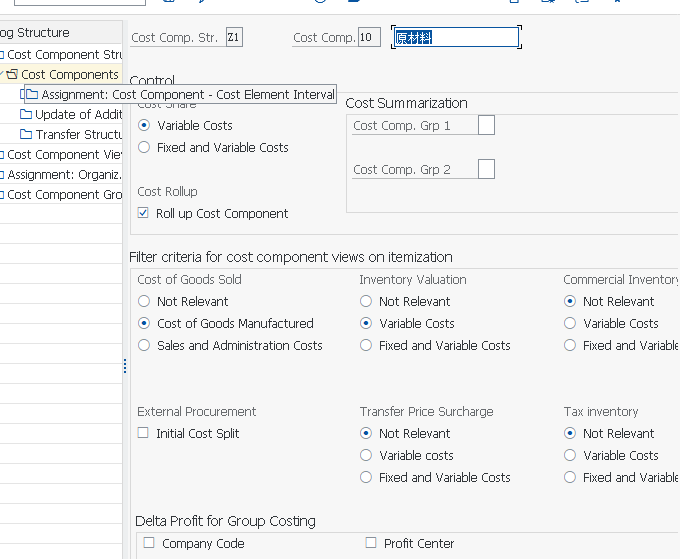 og Structure
Cost Component Stru
Cost Components
Assignment: Cost Component - Cost Element Interval
Update of Addit
Transfer Structu
Cost Component View
Assignment: Organiz.
Cost Component Gro
Cost Comp. Str. Z1 Cost Comp. 10 原材料
Control
Cost Share
Variable Costs
Fixed and Variable Costs
Cost Rollup
Roll up Cost Component
Cost Summarization
Cost Comp. Grp 1
Cost Comp. Grp 2
Filter criteria for cost component views on itemization
Cost of Goods Sold Inventory Valuation Commercial Inventory
Not Relevant Not Relevant Not Relevant
Cost of Goods Manufactured Variable Costs Variable Costs
Sales and Administration Costs Fixed and Variable Costs Fixed and Variable
External Procurement Transfer Price Surcharge Tax inventory
Initial Cost Split Not Relevant Not Relevant
Variable costs Variable Costs
Fixed and Variable Costs Fixed and Variable
Delta Profit for Group Costing
Company Code Profit Center